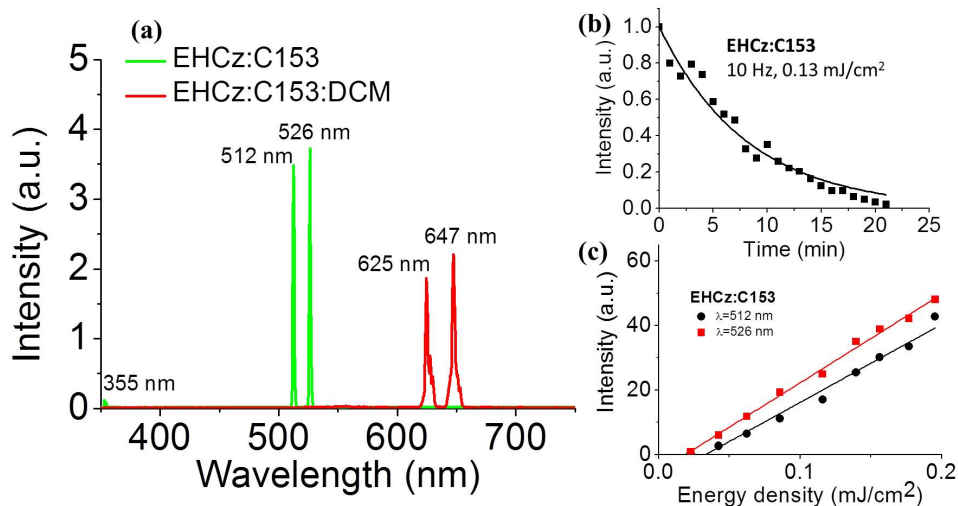 (a)
EHCz:C153
EHCz:C153:DCM
526 nm
512 nm
647 nm
625 nm
355 nm
5
4
3
2
1
0
400 500 600 700
Intensity (a.u.)
Wavelength (nm)
(b)
EHCz:C153
10 Hz, 0.13 mJ/cm²
1.0
0.8
0.6
0.4
0.2
0.0
0 5 10 15 20 25
Intensity (a.u.)
Time (min)
(c)
EHCz:C153
λ=512 nm
λ=526 nm
60
40
20
0
0.0 0.1 0.2
Intensity (a.u.)
Energy density (mJ/cm²)